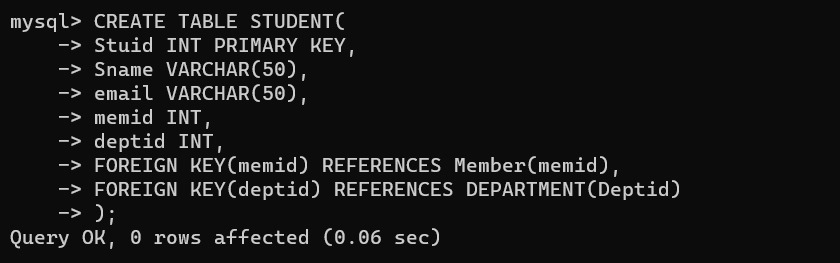 mysql> CREATE TABLE STUDENT(
    -> Stuid INT PRIMARY KEY,
    -> Sname VARCHAR(50),
    -> email VARCHAR(50),
    -> memid INT,
    -> deptid INT,
    -> FOREIGN KEY(memid) REFERENCES Member(memid),
    -> FOREIGN KEY(deptid) REFERENCES DEPARTMENT(Deptid)
    -> );
Query OK, 0 rows affected (0.06 sec)